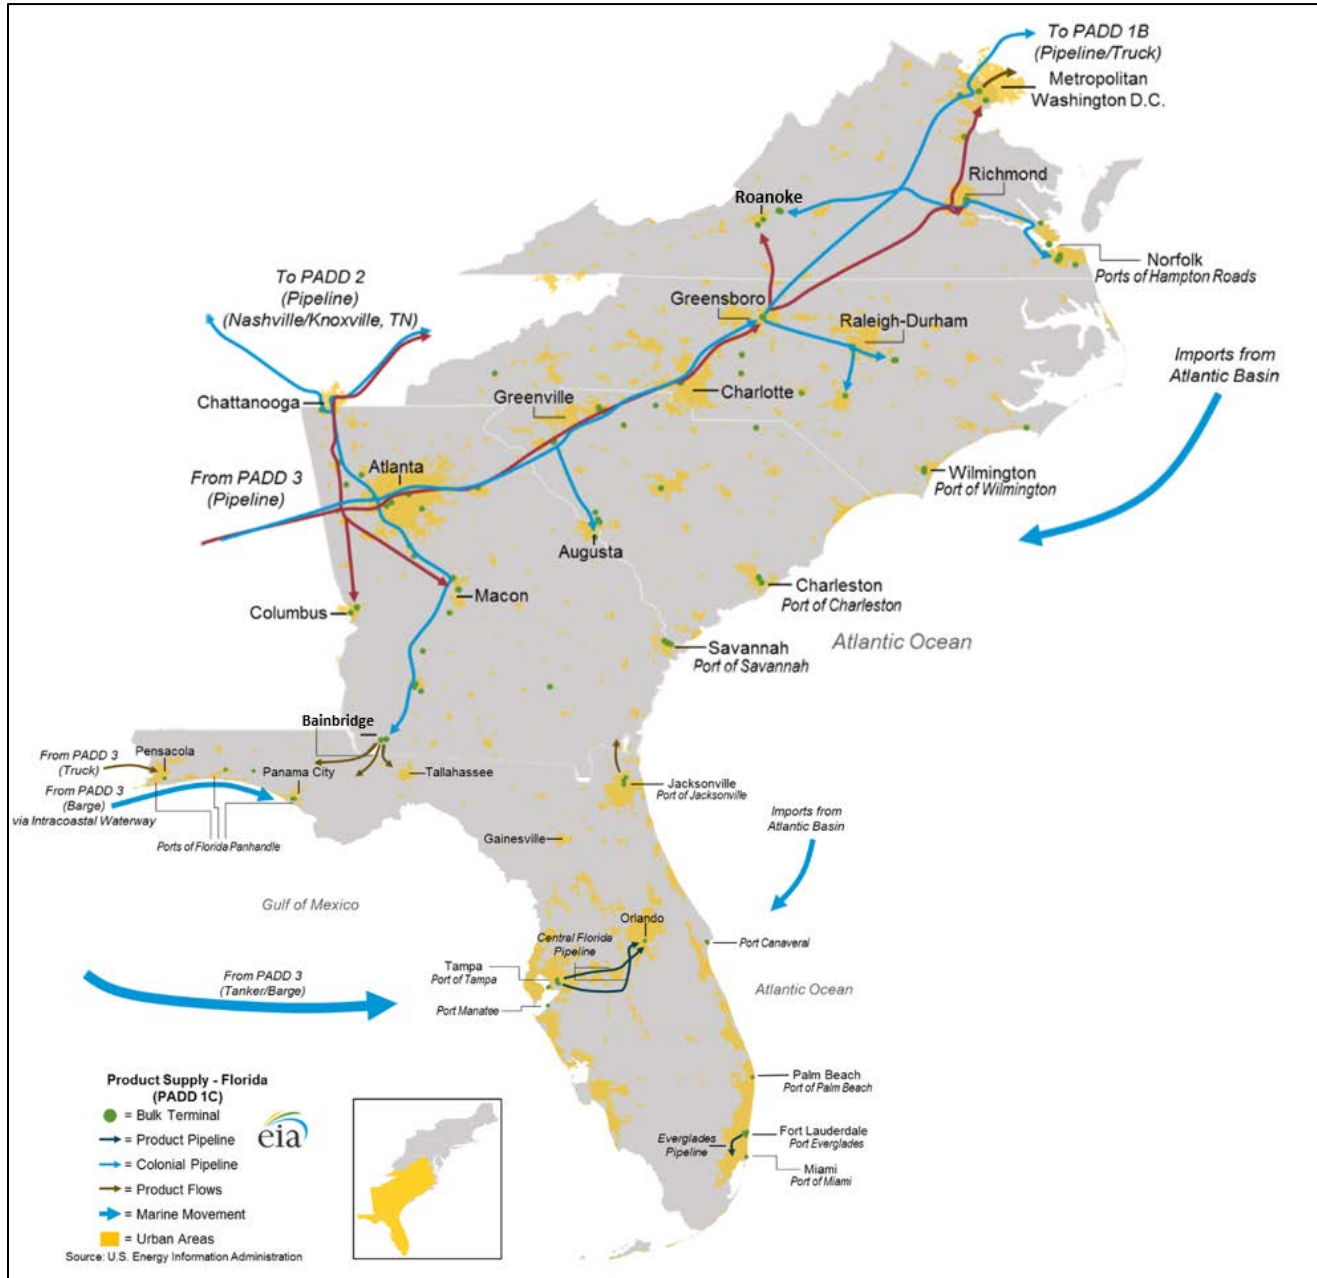 To PADD 1B
(Pipeline/Truck)
Metropolitan
Washington D.C.
Richmond
Roanoke
Norfolk
Ports of Hampton Roads
To PADD 2
(Pipeline)
(Nashville/Knoxville, TN)
Greensboro
Raleigh-Durham
Imports from
Atlantic Basin
Chattanooga
Greenville
Charlotte
From PADD 3
(Pipeline)
Atlanta
Wilmington
Port of Wilmington
Augusta
Charleston
Port of Charleston
Columbus
Macon
Savannah
Port of Savannah
Atlantic Ocean
Bainbridge
From PADD 3
(Truck)
Pensacola
Panama City
Tallahassee
From PADD 3
(Barge)
via Intracoastal Waterway
Ports of Florida Panhandle
Jacksonville
Port of Jacksonville
Gainesville
Imports from
Atlantic Basin
Gulf of Mexico
Orlando
Central Florida
Pipeline
Port Canaveral
Tampa
Port of Tampa
From PADD 3
(Tanker/Barge)
Port Manatee
Atlantic Ocean
Palm Beach
Port of Palm Beach
Everglades
Pipeline
Fort Lauderdale
Port Everglades
Miami
Port of Miami
Product Supply - Florida
(PADD 1C)
= Bulk Terminal
eia
= Product Pipeline
= Colonial Pipeline
= Product Flows
= Marine Movement
= Urban Areas
Source: U.S. Energy Information Administration